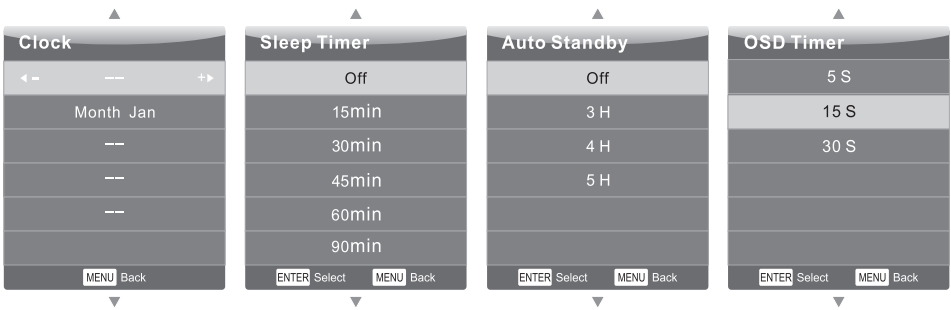 Clock
- -- +
Month Jan
--
--
--
MENU Back
Sleep Timer
Off
15min
30min
45min
60min
90min
ENTER Select MENU Back
Auto Standby
Off
3 H
4 H
5 H
ENTER Select MENU Back
OSD Timer
5 S
15 S
30 S
ENTER Select MENU Back